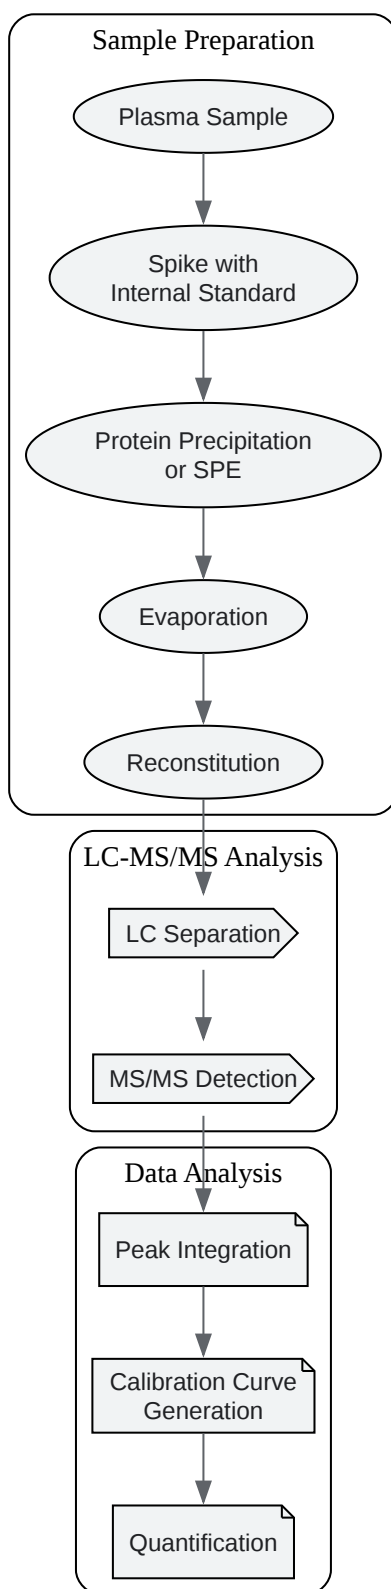 Sample Preparation
Plasma Sample
Spike with
Internal Standard
Protein Precipitation
or SPE
Evaporation
Reconstitution
LC-MS/MS Analysis
LC Separation
MS/MS Detection
Data Analysis
Peak Integration
Calibration Curve
Generation
Quantification